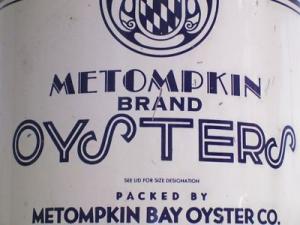 METOMPKIN
BRAND
OYSTERS
SEE LID FOR SIZE DESIGNATION
PACKED BY
METOMPKIN BAY OYSTER CO.